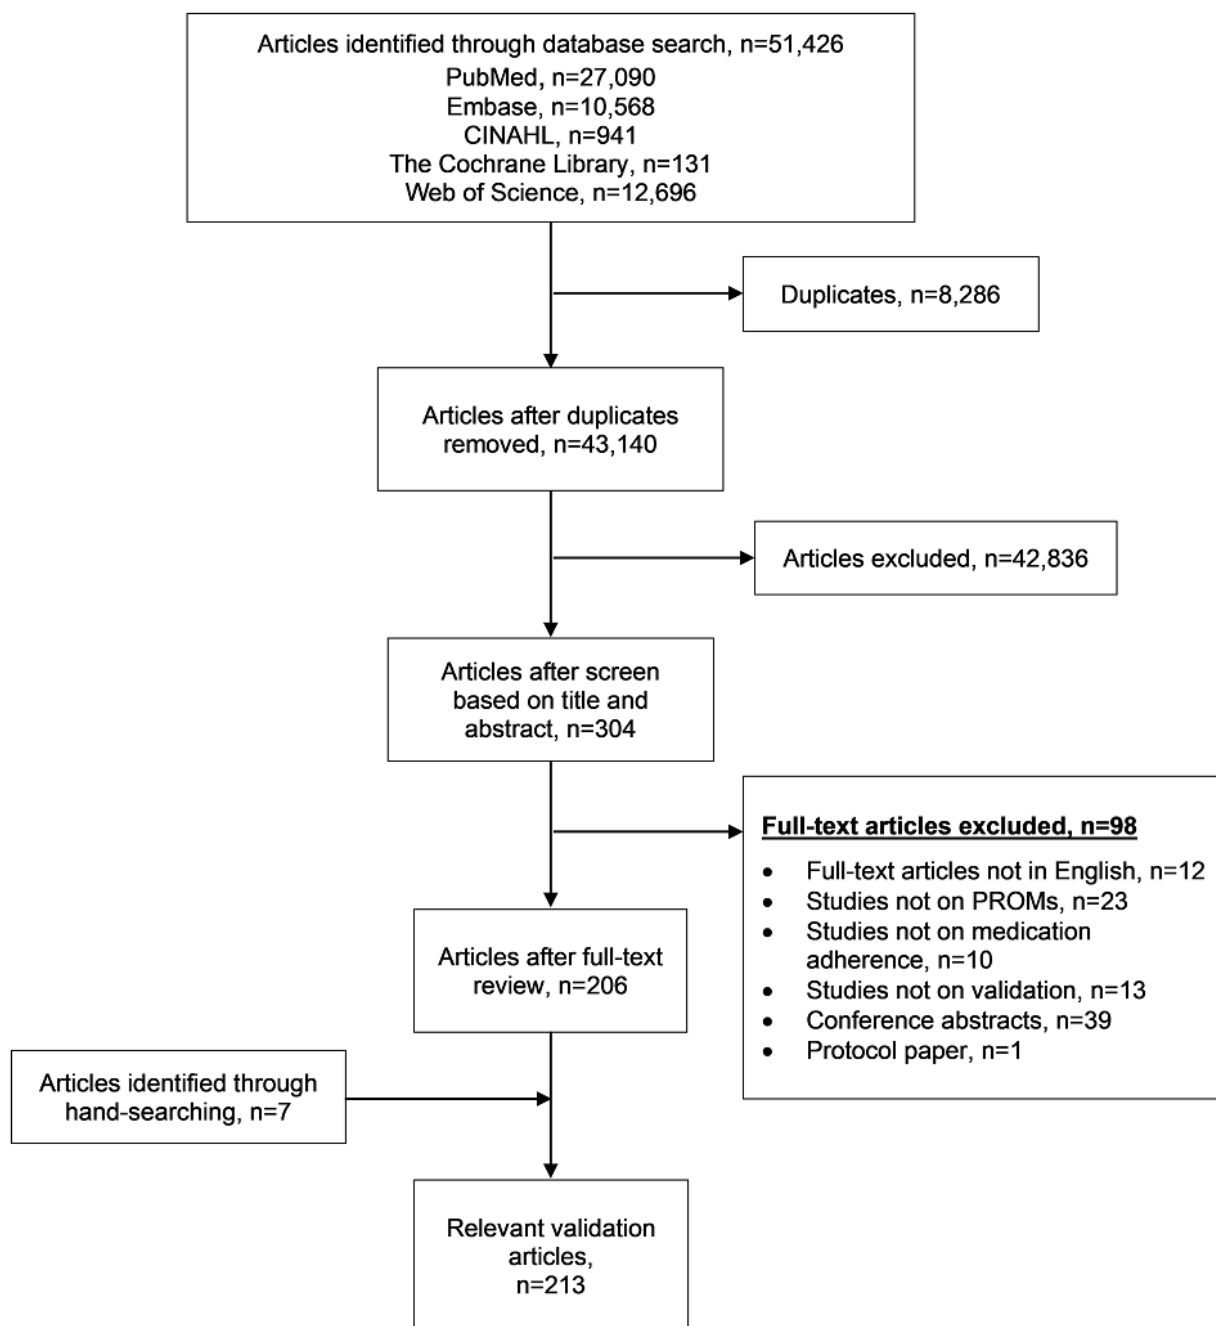 Articles identified through database search, n=51,426
PubMed, n=27,090
Embase, n=10,568
CINAHL, n=941
The Cochrane Library, n=131
Web of Science, n=12,696
Duplicates, n=8,286
Articles after duplicates
removed, n=43,140
Articles excluded, n=42,836
Articles after screen
based on title and
abstract, n=304
Full-text articles excluded, n=98
• Full-text articles not in English, n=12
• Studies not on PROMs, n=23
• Studies not on medication
adherence, n=10
• Studies not on validation, n=13
• Conference abstracts, n=39
• Protocol paper, n=1
Articles after full-text
review, n=206
Articles identified through
hand-searching, n=7
Relevant validation
articles,
n=213